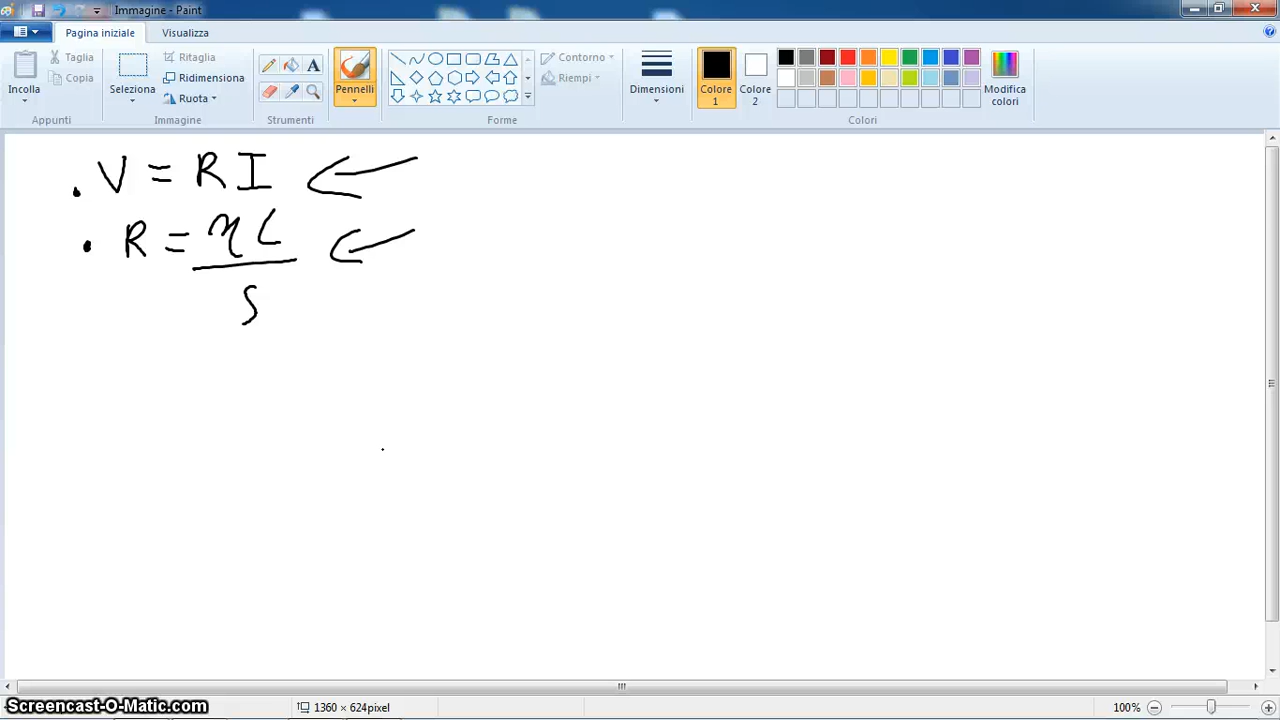 Immagine - Paint
Pagina iniziale
Visualizza
Incolla
Taglia
Copia
Appunti
Seleziona
Ritaglia
Ridimensiona
Ruota
Immagine
A
Strumenti
Pennelli
Contorno
Riempi
Forme
Dimensioni
Colore 1
Colore 2
Modifica colori
Colori
. V = R I
. R = η L
S
Screencast-O-Matic.com
1360 × 624pixel
100%